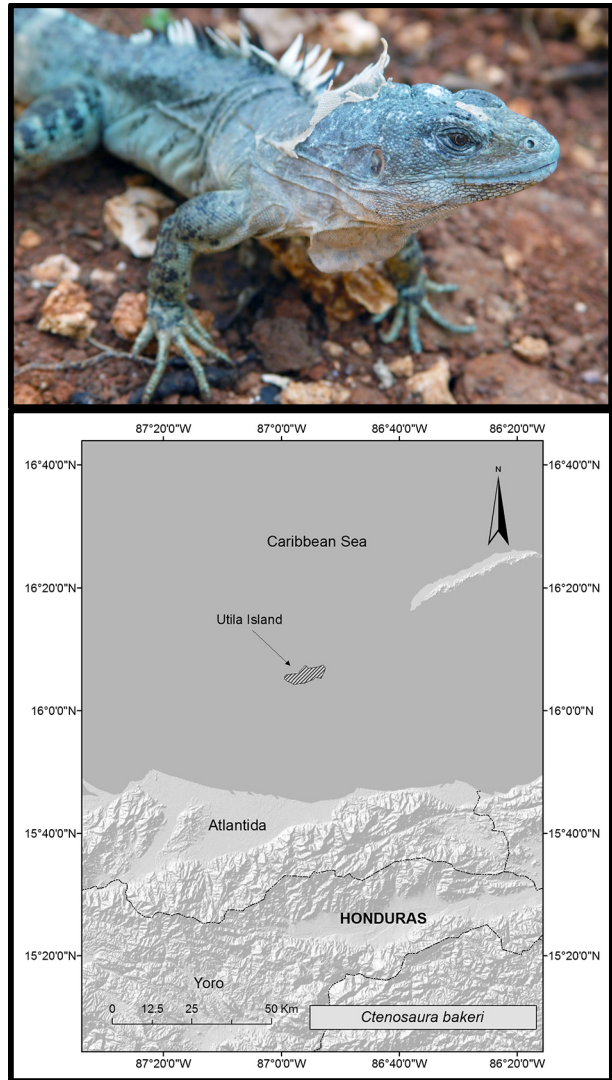 87°20'0"W 87°0'0"W 86°40'0"W 86°20'0"W
16°40'0"N 16°40'0"N
N
Caribbean Sea
16°20'0"N 16°20'0"N
Utila Island
16°0'0"N 16°0'0"N
Atlantida
15°40'0"N 15°40'0"N
HONDURAS
15°20'0"N 15°20'0"N
Yoro
0 12.5 25 50 Km
Ctenosaura bakeri
87°20'0"W 87°0'0"W 86°40'0"W 86°20'0"W